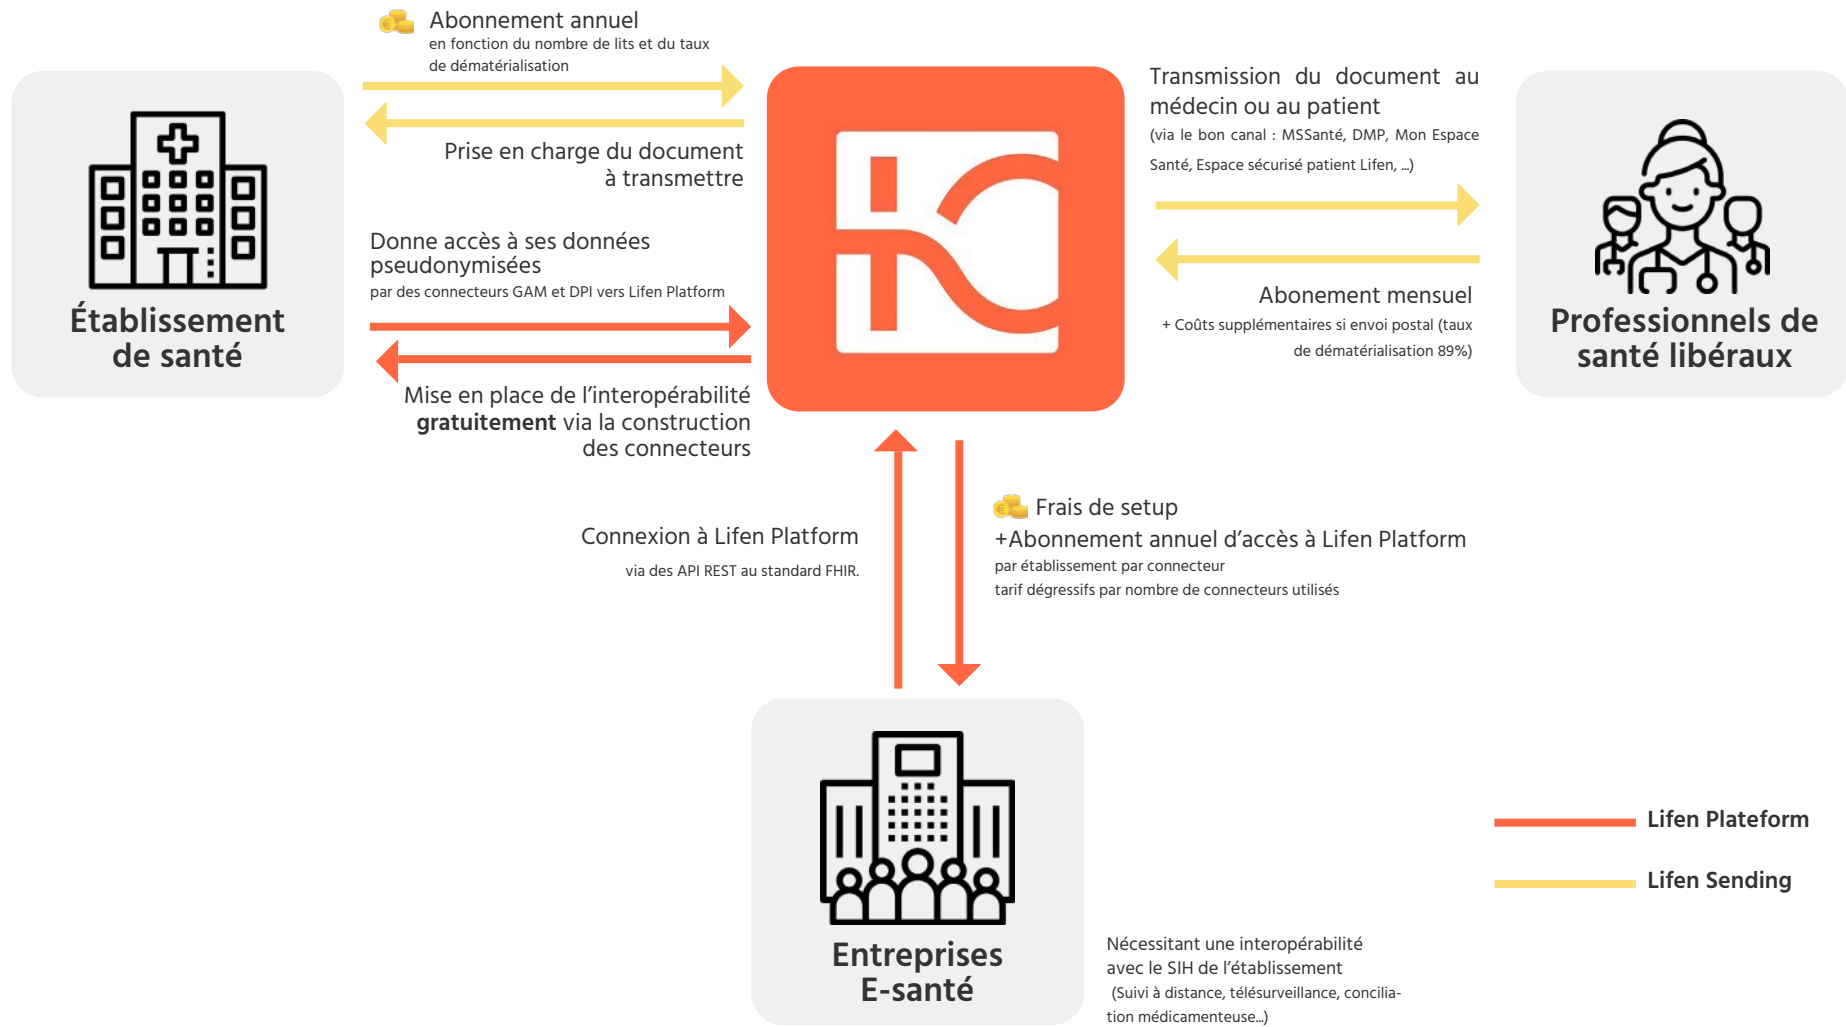 Abonnement annuel
en fonction du nombre de lits et du taux
de dématérialisation
Prise en charge du document
à transmettre
Donne accès à ses données
pseudonymisées
par des connecteurs GAM et DPI vers Lifen Platform
Mise en place de l'interopérabilité
gratuitement via la construction
des connecteurs
Établissement
de santé
Transmission du document au
médecin ou au patient
(via le bon canal : MSSanté, DMP, Mon Espace
Santé, Espace sécurisé patient Lifen, ...)
Abonement mensuel
+ Coûts supplémentaires si envoi postal (taux
de dématérialisation 89%)
Professionnels de
santé libéraux
Connexion à Lifen Platform
via des API REST au standard FHIR.
Frais de setup
+Abonnement annuel d'accès à Lifen Platform
par établissement par connecteur
tarif dégressifs par nombre de connecteurs utilisés
Entreprises
E-santé
Nécessitant une interopérabilité
avec le SIH de l'établissement
(Suivi à distance, télésurveillance, concilia-
tion médicamenteuse...)
Lifen Plateform
Lifen Sending